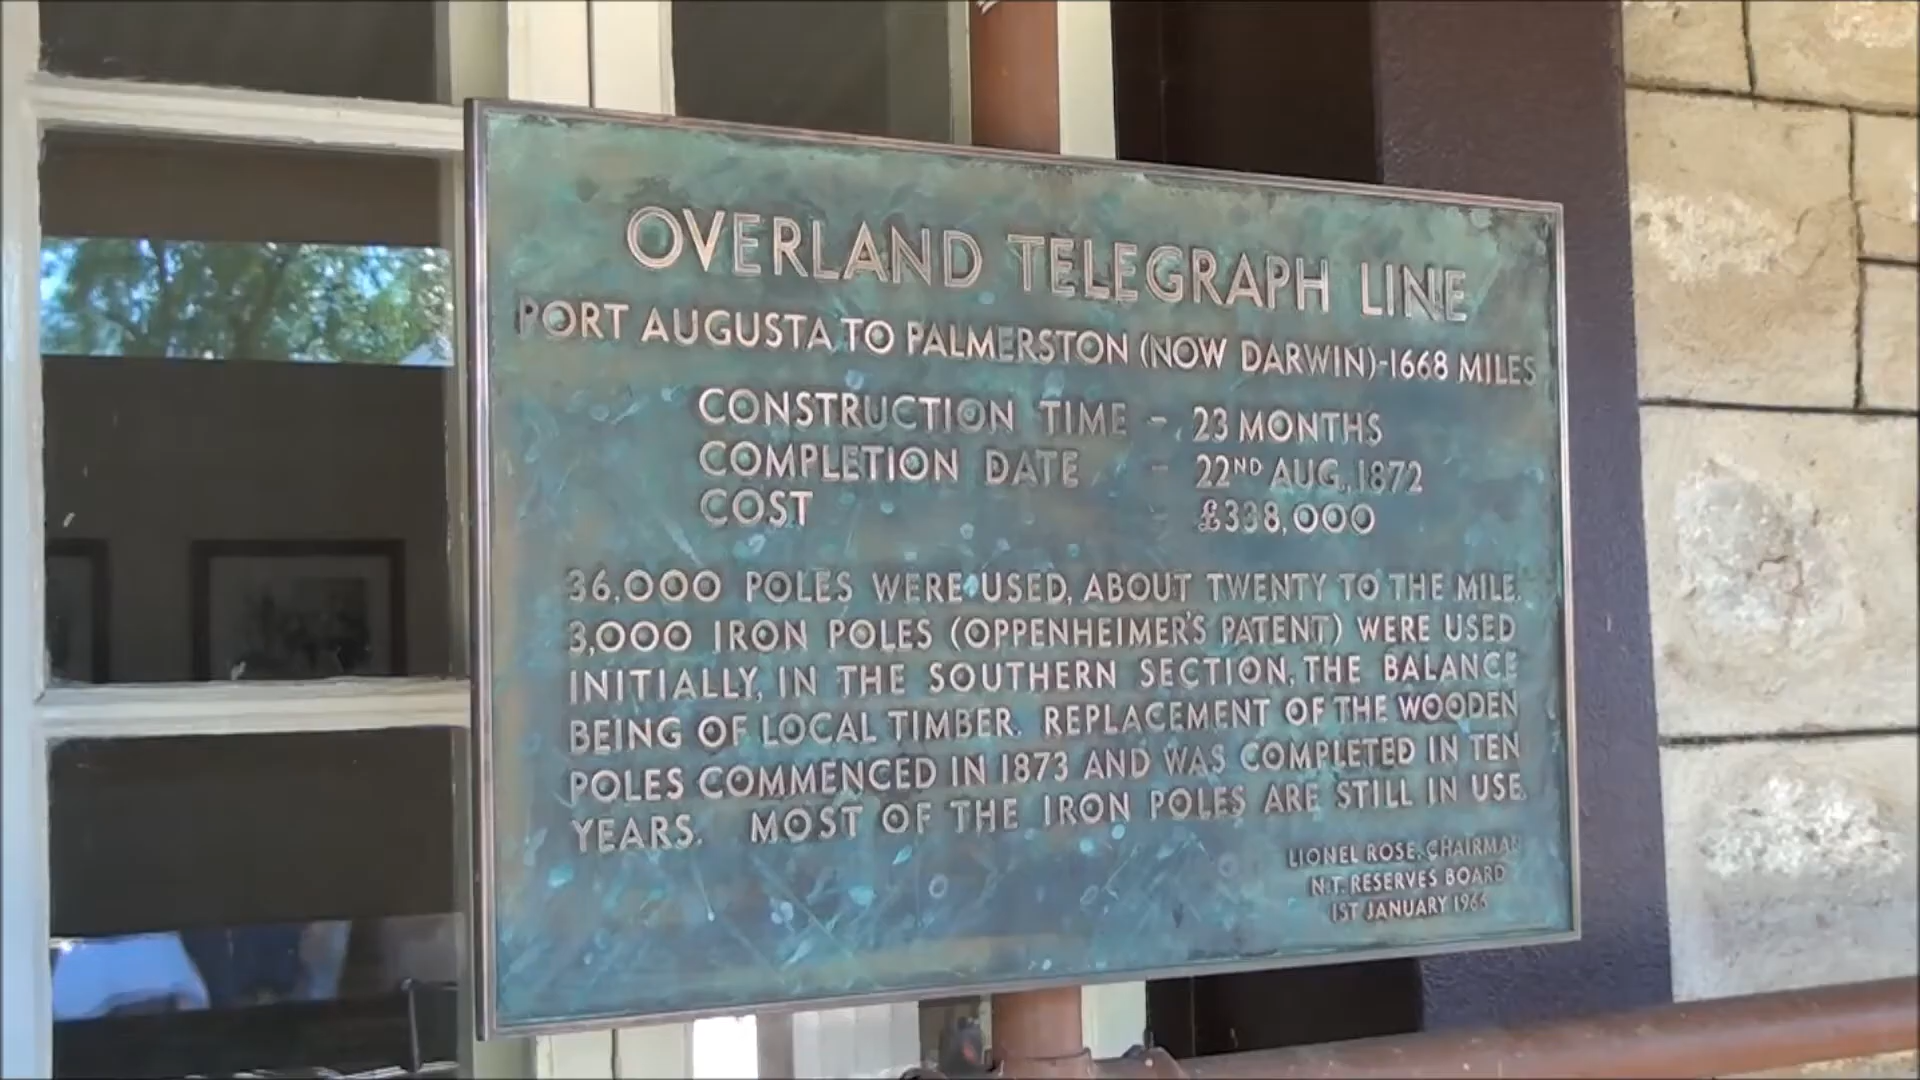 OVERLAND TELEGRAPH LINE
PORT AUGUSTA TO PALMERSTON (NOW DARWIN)-1668 MILES
CONSTRUCTION TIME - 23 MONTHS
COMPLETION DATE - 22ND AUG., 1872
COST - £338,000
36,000 POLES WERE USED, ABOUT TWENTY TO THE MILE.
3,000 IRON POLES (OPPENHEIMER'S PATENT) WERE USED
INITIALLY, IN THE SOUTHERN SECTION, THE BALANCE
BEING OF LOCAL TIMBER. REPLACEMENT OF THE WOODEN
POLES COMMENCED IN 1873 AND WAS COMPLETED IN TEN
YEARS. MOST OF THE IRON POLES ARE STILL IN USE.
LIONEL ROSE, CHAIRMAN
N.T. RESERVES BOARD
1ST JANUARY 1966